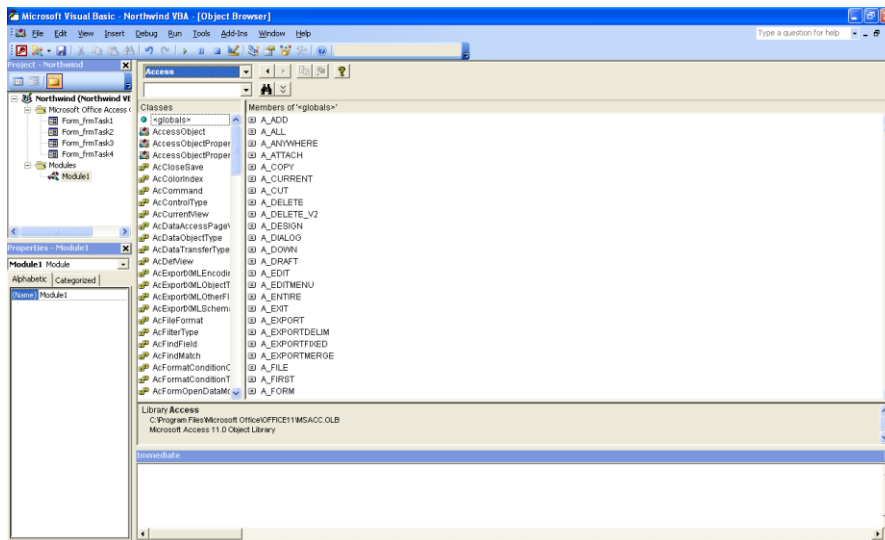 Microsoft Visual Basic - Northwind VBA - [Object Browser]
File Edit View Insert Debug Run Tools Add-Ins Window Help
Type a question for help
Project - Northwind
Northwind (Northwind VE
Microsoft Office Access (
Form_frmTask1
Form_frmTask2
Form_frmTask3
Form_frmTask4
Modules
Module1
Properties - Module1
Module1 Module
Alphabetic Categorized
(Name) Module1
Access
Classes
<globals>
AccessObject
AccessObjectProper
AccessObjectProper
AcCloseSave
AcColorIndex
AcCommand
AcControlType
AcCurrentView
AcDataAccessPageV
AcDataObjectType
AcDataTransferType
AcDefView
AcExportXMLEncodir
AcExportXMLObjectT
AcExportXMLOtherFl
AcExportXMLSchema
AcFileFormat
AcFilterType
AcFindField
AcFindMatch
AcFormatConditionC
AcFormatConditionT
AcFormOpenDataMo
Members of '<globals>'
A_ADD
A_ALL
A_ANYWHERE
A_ATTACH
A_COPY
A_CURRENT
A_CUT
A_DELETE
A_DELETE_V2
A_DESIGN
A_DIALOG
A_DOWN
A_DRAFT
A_EDIT
A_EDITMENU
A_ENTIRE
A_EXIT
A_EXPORT
A_EXPORTDELIM
A_EXPORTFIXED
A_EXPORTMERGE
A_FILE
A_FIRST
A_FORM
Library Access
C:\Program Files\Microsoft Office\OFFICE11\MSACC.OLB
Microsoft Access 11.0 Object Library
Immediate